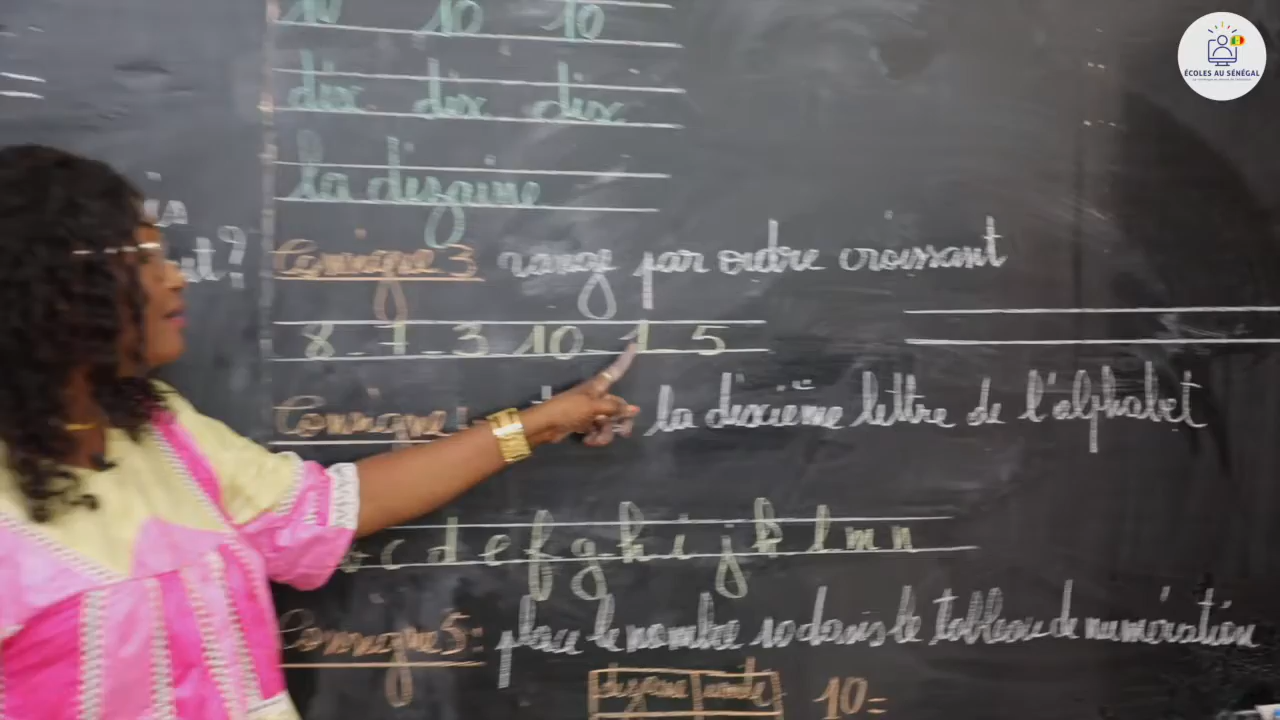 10 10 10
dix dix dix
la dizaine
ut? Consigne 3 range par ordre croissant
8 - 7 - 3 10 - 1 5
Consigne la dixième lettre de l'alphabet
c d e f g h i j k l m n
Consigne 5: place le nombre 10 dans le tableau de numération
dizaine unité 10=
ÉCOLES AU SÉNÉGAL